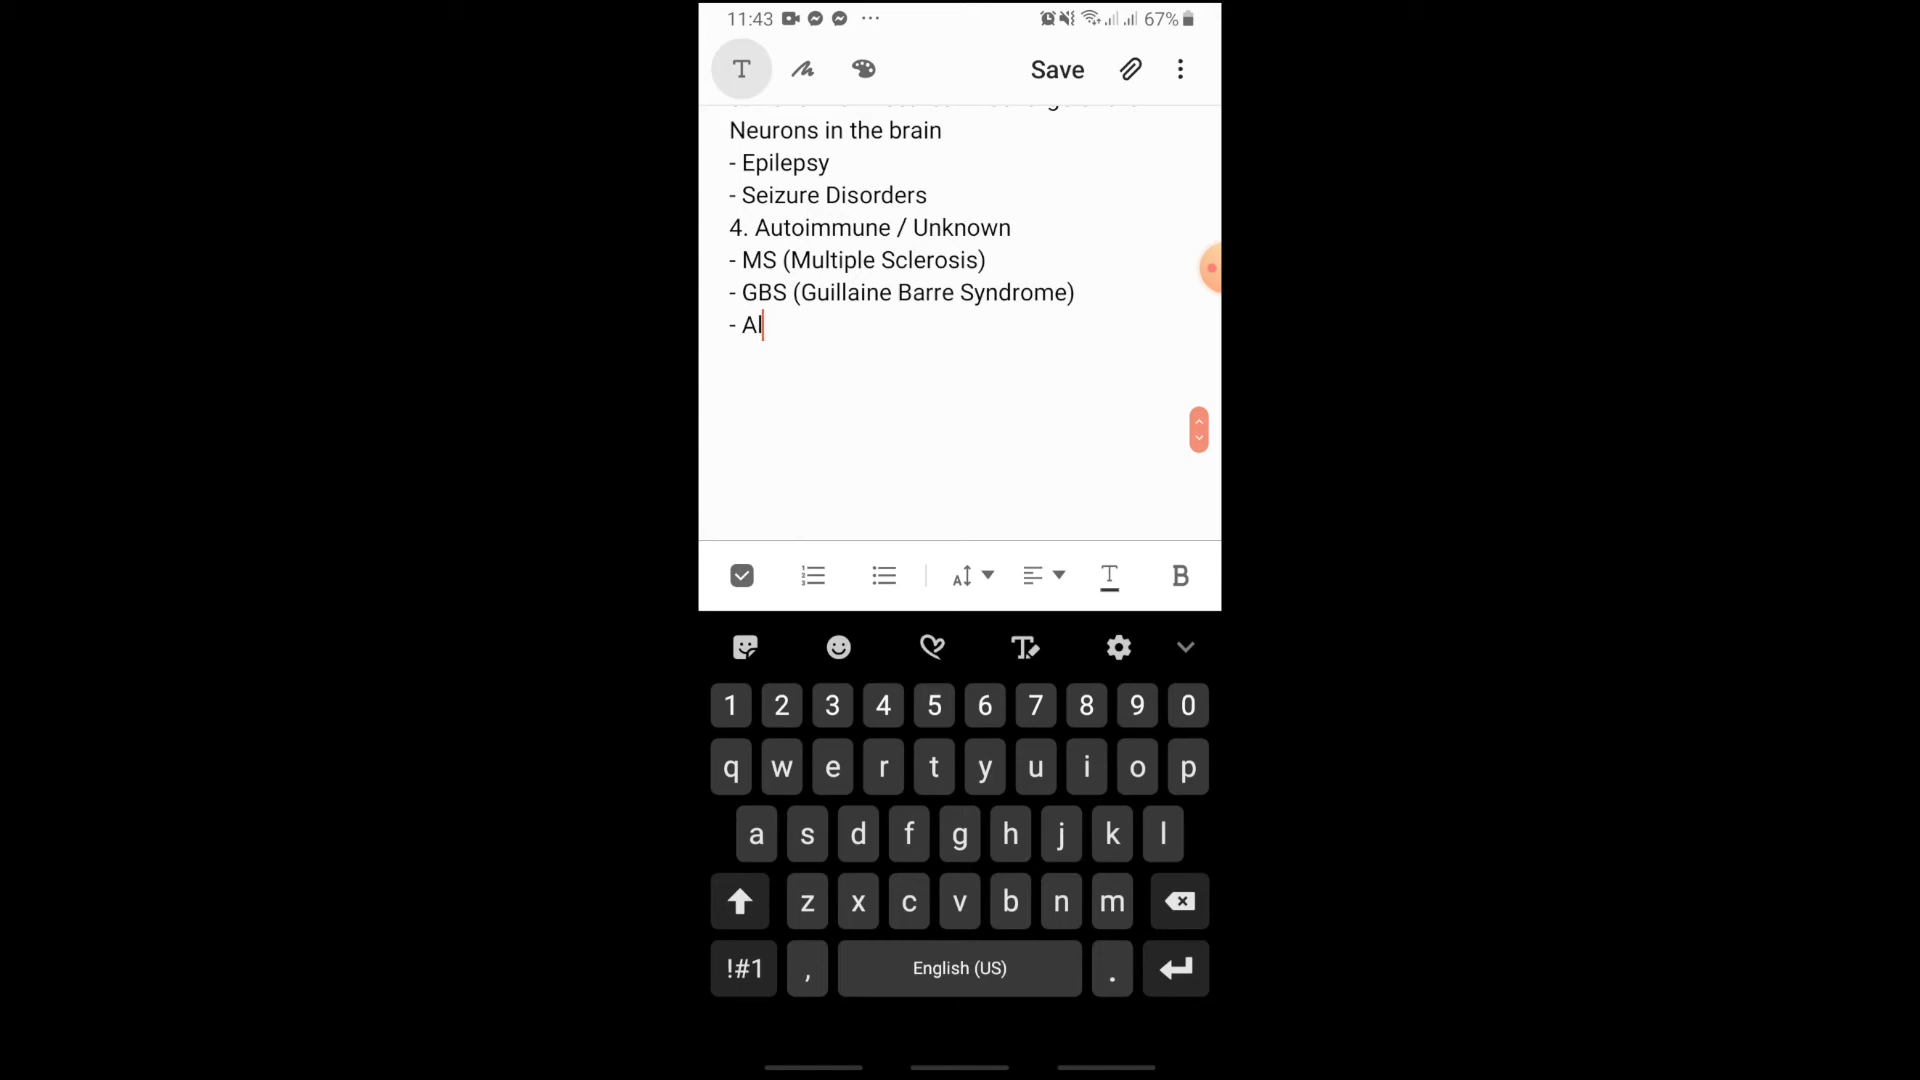 11:43 67%
T Save
Neurons in the brain
- Epilepsy
- Seizure Disorders
4. Autoimmune / Unknown
- MS (Multiple Sclerosis)
- GBS (Guillaine Barre Syndrome)
- Al
A T B
T
1 2 3 4 5 6 7 8 9 0
q w e r t y u i o p
a s d f g h j k l
z x c v b n m
!#1 , English (US) .